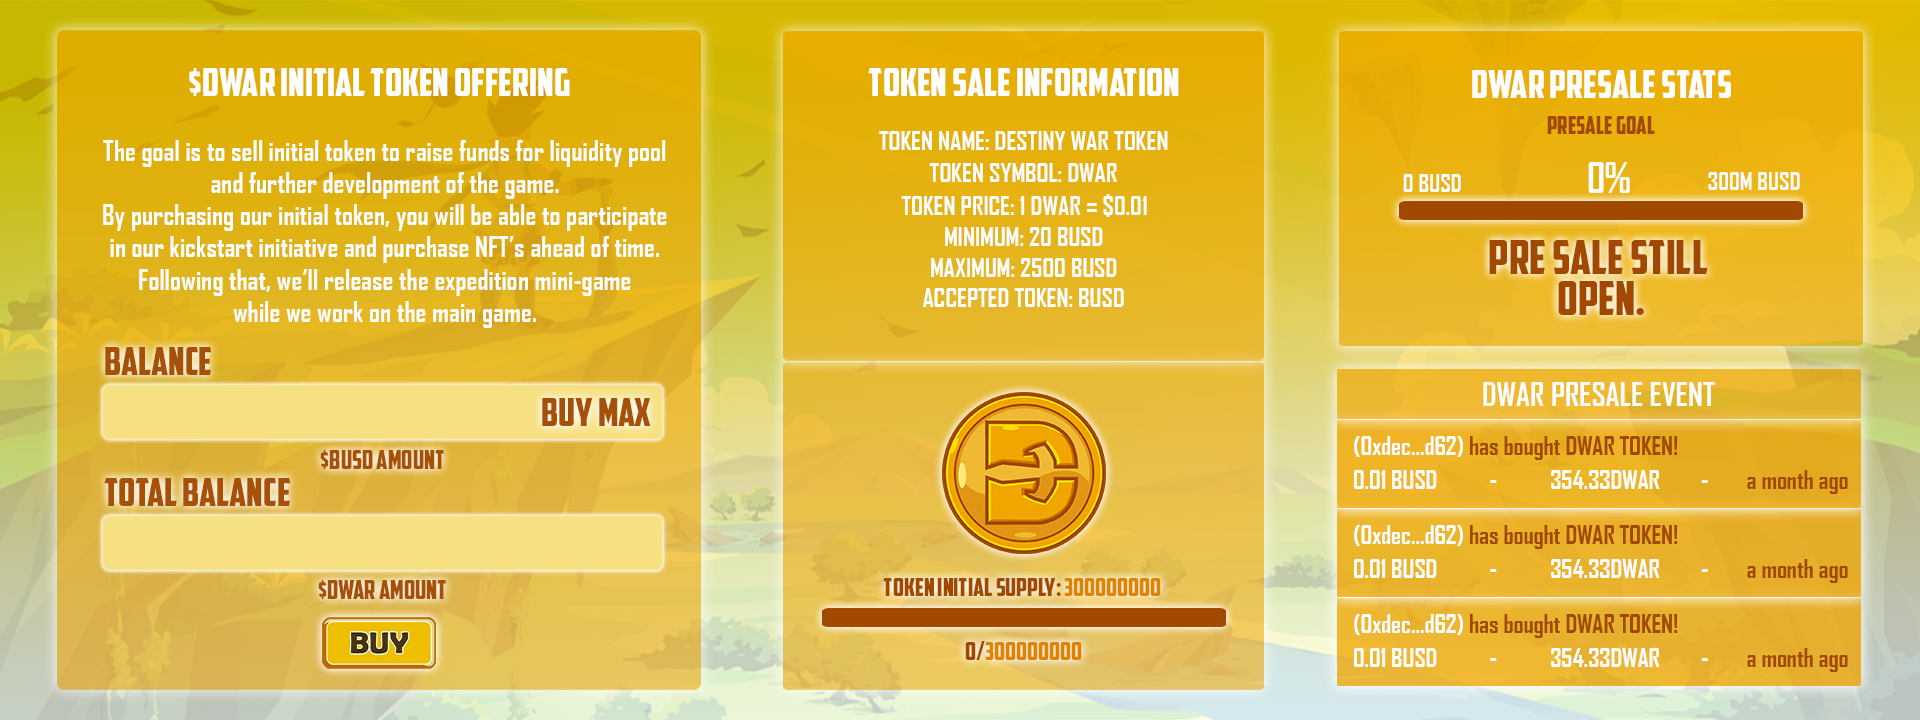 $DWAR INITIAL TOKEN OFFERING
The goal is to sell initial token to raise funds for liquidity pool
and further development of the game.
By purchasing our initial token, you will be able to participate
in our kickstart initiative and purchase NFT's ahead of time.
Following that, we'll release the expedition mini-game
while we work on the main game.
BALANCE
BUY MAX
$BUSD AMOUNT
TOTAL BALANCE
$DWAR AMOUNT
BUY
TOKEN SALE INFORMATION
TOKEN NAME: DESTINY WAR TOKEN
TOKEN SYMBOL: DWAR
TOKEN PRICE: 1 DWAR = $0.01
MINIMUM: 20 BUSD
MAXIMUM: 2500 BUSD
ACCEPTED TOKEN: BUSD
D
TOKEN INITIAL SUPPLY: 300000000
0/300000000
DWAR PRESALE STATS
PRESALE GOAL
0 BUSD 0% 300M BUSD
PRE SALE STILL
OPEN.
DWAR PRESALE EVENT
(0xdec...d62) has bought DWAR TOKEN!
0.01 BUSD - 354.33DWAR - a month ago
(0xdec...d62) has bought DWAR TOKEN!
0.01 BUSD - 354.33DWAR - a month ago
(0xdec...d62) has bought DWAR TOKEN!
0.01 BUSD - 354.33DWAR - a month ago